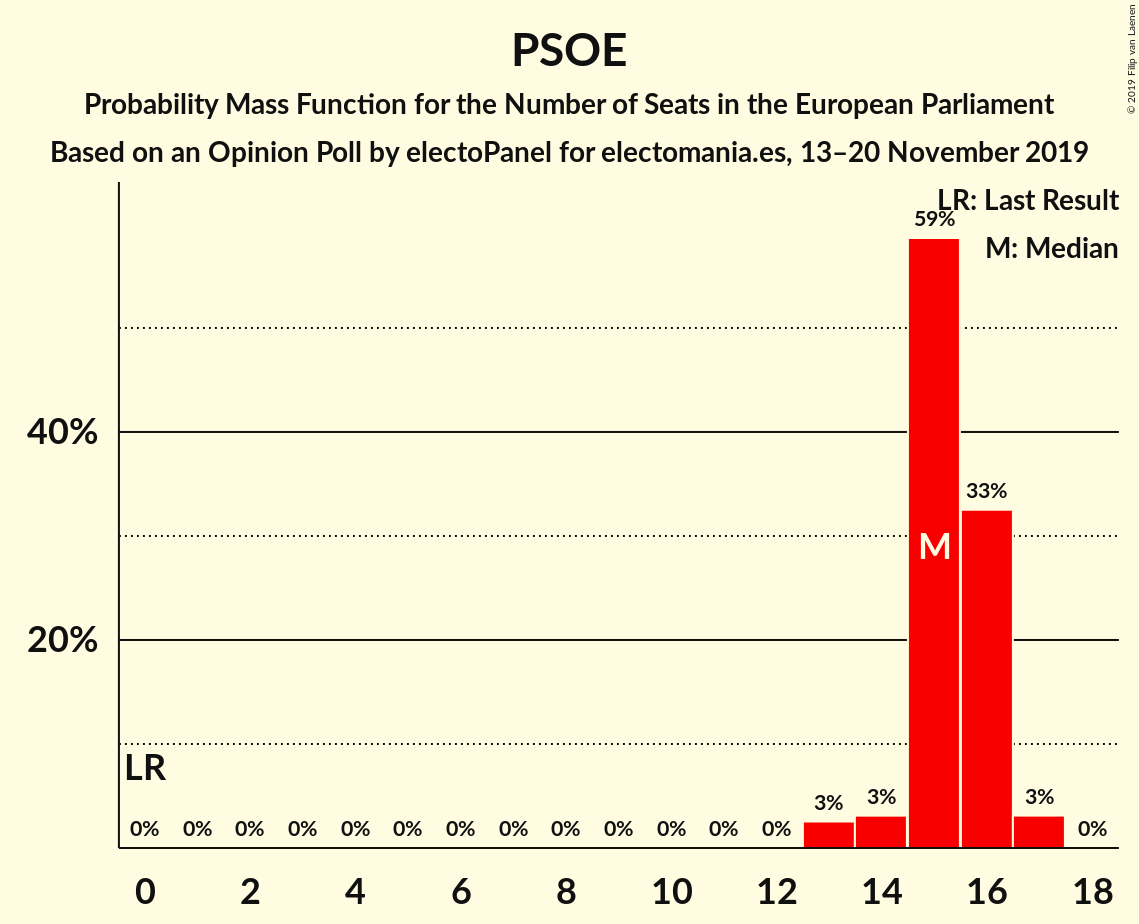 PSOE
Probability Mass Function for the Number of Seats in the European Parliament
Based on an Opinion Poll by electoPanel for electomania.es, 13–20 November 2019
© 2019 Filip van Laenen
LR: Last Result
M: Median
59%
40%
33%
M
20%
LR
0% 0% 0% 0% 0% 0% 0% 0% 0% 0% 0% 0% 0% 3% 3% 3% 0%
0 2 4 6 8 10 12 14 16 18